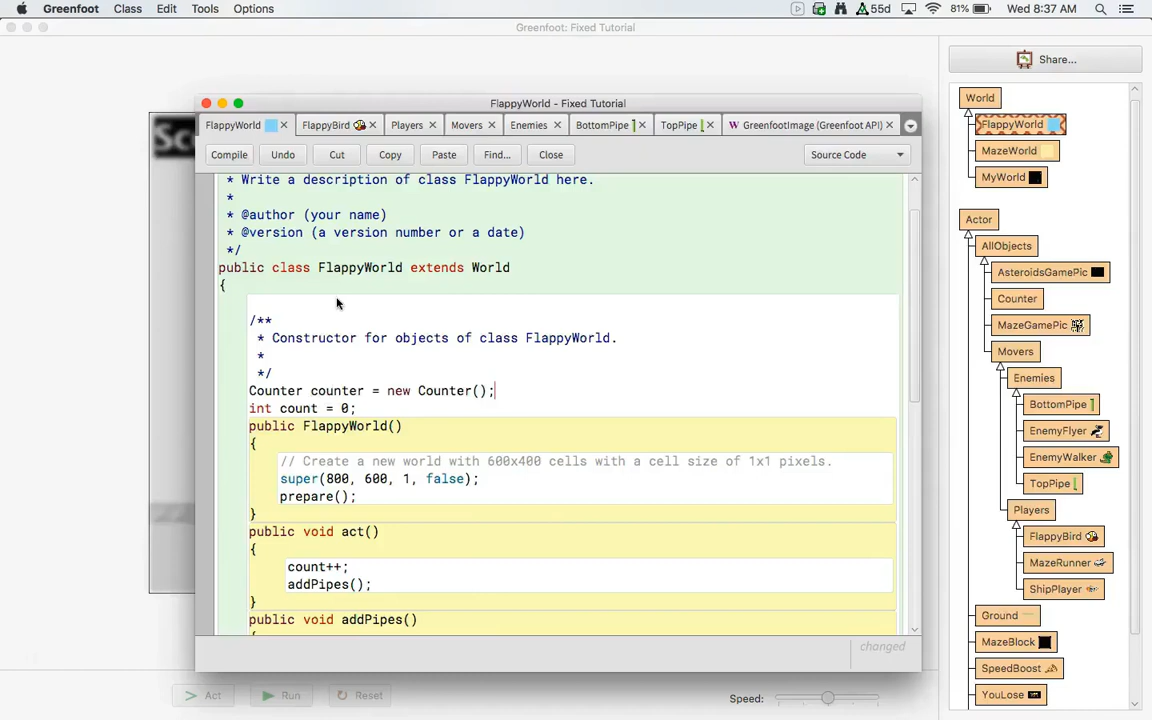 Greenfoot Class Edit Tools Options
55d 81% Wed 8:37 AM
Greenfoot: Fixed Tutorial
Share...
FlappyWorld - Fixed Tutorial
FlappyWorld FlappyBird Players Movers Enemies BottomPipe TopPipe GreenfootImage (Greenfoot API)
Compile Undo Cut Copy Paste Find... Close Source Code
* Write a description of class FlappyWorld here.
*
* @author (your name)
* @version (a version number or a date)
*/
public class FlappyWorld extends World
{
/**
* Constructor for objects of class FlappyWorld.
*
*/
Counter counter = new Counter();
int count = 0;
public FlappyWorld()
{
// Create a new world with 600x400 cells with a cell size of 1x1 pixels.
super(800, 600, 1, false);
prepare();
}
public void act()
{
count++;
addPipes();
}
public void addPipes()
changed
Act Run Reset Speed:
World
FlappyWorld
MazeWorld
MyWorld
Actor
AllObjects
AsteroidsGamePic
Counter
MazeGamePic
Movers
Enemies
BottomPipe
EnemyFlyer
EnemyWalker
TopPipe
Players
FlappyBird
MazeRunner
ShipPlayer
Ground
MazeBlock
SpeedBoost
YouLose